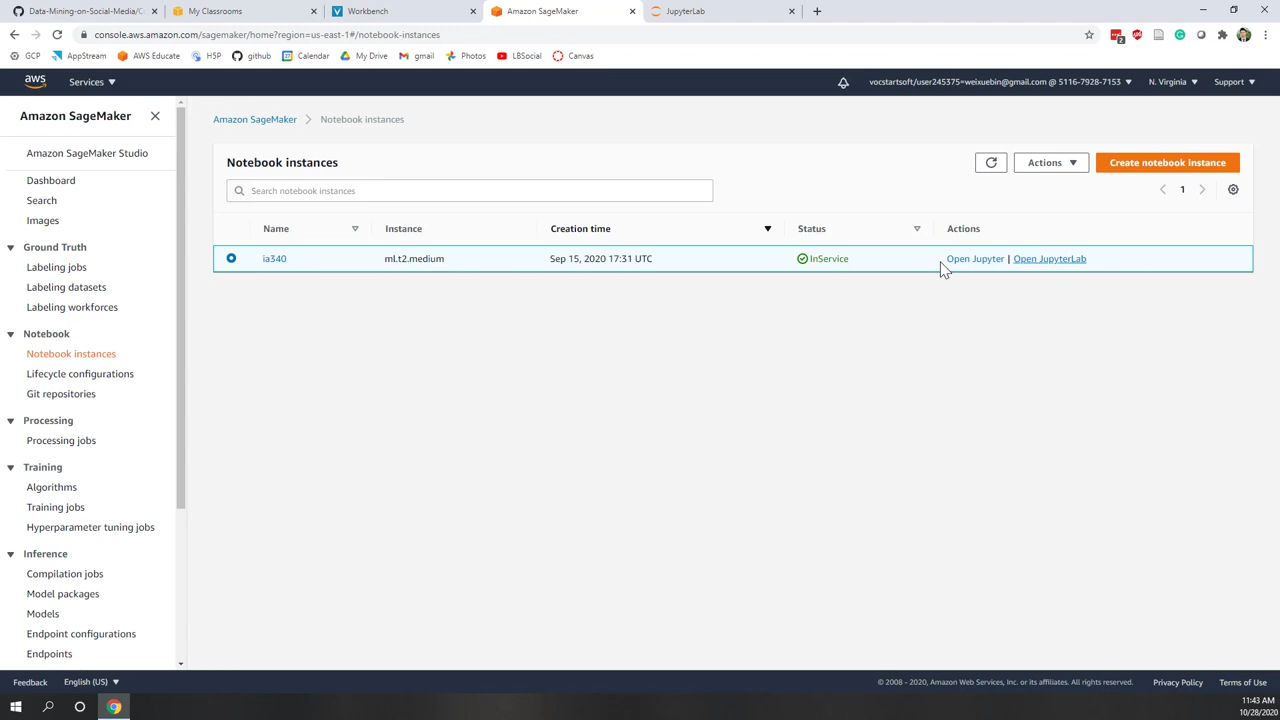 Data-Mining-on-Social-Media/C
My Classrooms
Workbench
Amazon SageMaker
JupyterLab
console.aws.amazon.com/sagemaker/home?region=us-east-1#/notebook-instances
GCP
AppStream
AWS Educate
H5P
github
Calendar
My Drive
gmail
Photos
LBSocial
Canvas
aws
Services
vocstartsoft/user245375=weixuebin@gmail.com @ 5116-7928-7153
N. Virginia
Support
Amazon SageMaker
Amazon SageMaker Studio
Dashboard
Search
Images
Ground Truth
Labeling jobs
Labeling datasets
Labeling workforces
Notebook
Notebook instances
Lifecycle configurations
Git repositories
Processing
Processing jobs
Training
Algorithms
Training jobs
Hyperparameter tuning jobs
Inference
Compilation jobs
Model packages
Models
Endpoint configurations
Endpoints
Amazon SageMaker > Notebook instances
Notebook instances
Actions
Create notebook instance
Search notebook instances
1
Name Instance Creation time Status Actions
ia340 ml.t2.medium Sep 15, 2020 17:31 UTC InService Open Jupyter | Open JupyterLab
Feedback
English (US)
© 2008 - 2020, Amazon Web Services, Inc. or its affiliates. All rights reserved.
Privacy Policy
Terms of Use
11:43 AM
10/28/2020